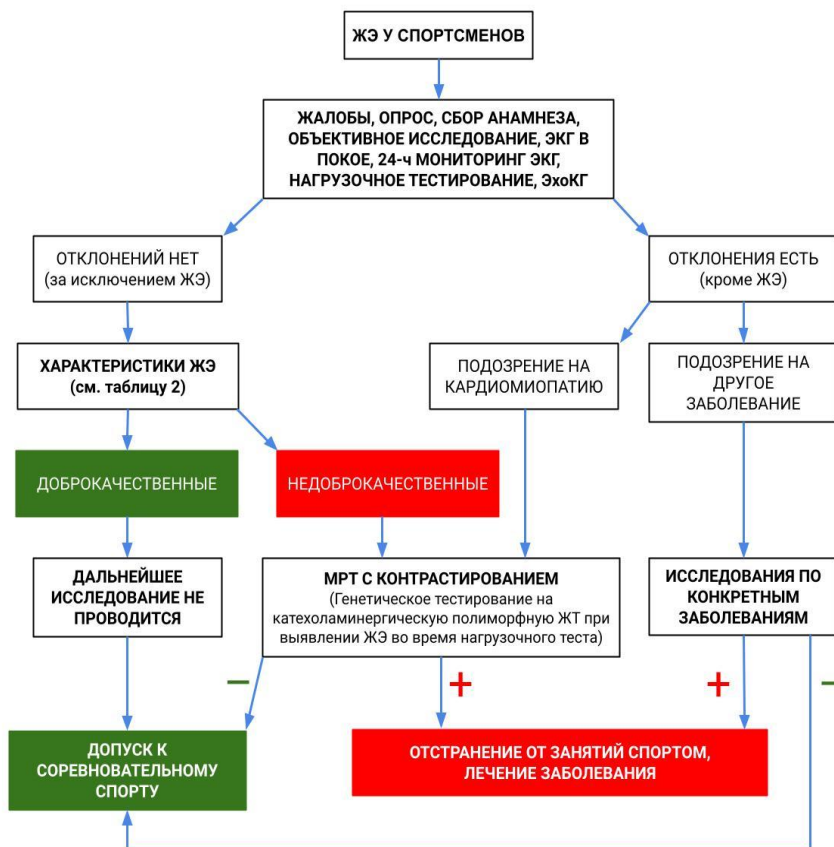 ЖЭ У СПОРТСМЕНОВ
ЖАЛОБЫ, ОПРОС, СБОР АНАМНЕЗА,
ОБЪЕКТИВНОЕ ИССЛЕДОВАНИЕ, ЭКГ В
ПОКОЕ, 24-ч МОНИТОРИНГ ЭКГ,
НАГРУЗОЧНОЕ ТЕСТИРОВАНИЕ, ЭхоКГ
ОТКЛОНЕНИЙ НЕТ
(за исключением ЖЭ)
ОТКЛОНЕНИЯ ЕСТЬ
(кроме ЖЭ)
ХАРАКТЕРИСТИКИ ЖЭ
(см. таблицу 2)
ПОДОЗРЕНИЕ НА
КАРДИОМИОПАТИЮ
ПОДОЗРЕНИЕ НА
ДРУГОЕ
ЗАБОЛЕВАНИЕ
ДОБРОКАЧЕСТВЕННЫЕ
НЕДОБРОКАЧЕСТВЕННЫЕ
ДАЛЬНЕЙШЕЕ
ИССЛЕДОВАНИЕ НЕ
ПРОВОДИТСЯ
МРТ С КОНТРАСТИРОВАНИЕМ
(Генетическое тестирование на
катехоламинергическую полиморфную ЖТ при
выявлении ЖЭ во время нагрузочного теста)
ИССЛЕДОВАНИЯ ПО
КОНКРЕТНЫМ
ЗАБОЛЕВАНИЯМ
− + + −
ДОПУСК К
СОРЕВНОВАТЕЛЬНОМУ
СПОРТУ
ОТСТРАНЕНИЕ ОТ ЗАНЯТИЙ СПОРТОМ,
ЛЕЧЕНИЕ ЗАБОЛЕВАНИЯ